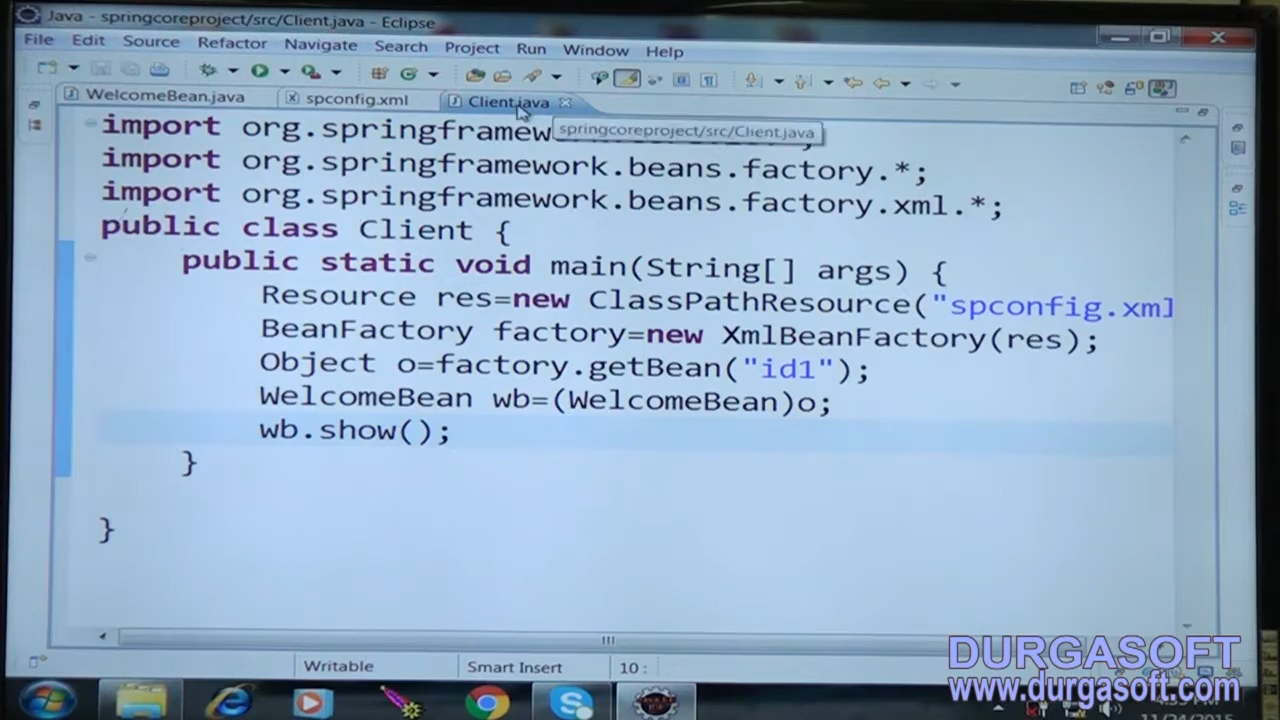 Java - springcoreproject/src/Client.java - Eclipse
File Edit Source Refactor Navigate Search Project Run Window Help
WelcomeBean.java spconfig.xml Client.java
import org.springframew
springcoreproject/src/Client.java
import org.springframework.beans.factory.*;
import org.springframework.beans.factory.xml.*;
public class Client {
public static void main(String[] args) {
Resource res=new ClassPathResource("spconfig.xml
BeanFactory factory=new XmlBeanFactory(res);
Object o=factory.getBean("id1");
WelcomeBean wb=(WelcomeBean)o;
wb.show();
}
}
Writable Smart Insert 10 :
DURGASOFT
www.durgasoft.com